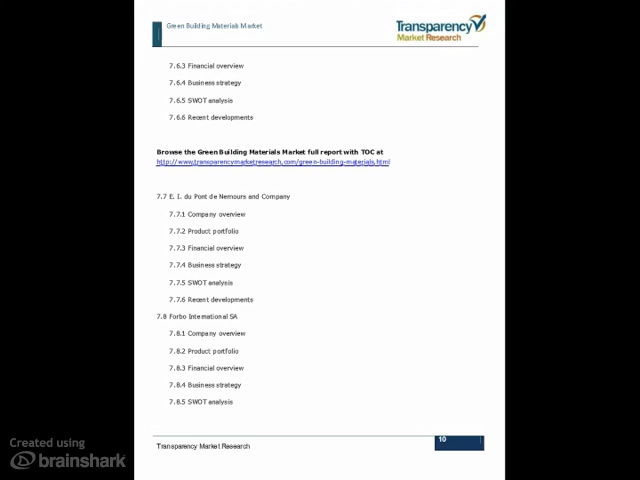 Green Building Materials Market
Transparency
Market Research
7.6.3 Financial overview
7.6.4 Business strategy
7.6.5 SWOT analysis
7.6.6 Recent developments
Browse the Green Building Materials Market full report with TOC at
http://www.transparencymarketresearch.com/green-building-materials.html
7.7 E. I. du Pont de Nemours and Company
7.7.1 Company overview
7.7.2 Product portfolio
7.7.3 Financial overview
7.7.4 Business strategy
7.7.5 SWOT analysis
7.7.6 Recent developments
7.8 Forbo International SA
7.8.1 Company overview
7.8.2 Product portfolio
7.8.3 Financial overview
7.8.4 Business strategy
7.8.5 SWOT analysis
Transparency Market Research
10
Created using
brainshark